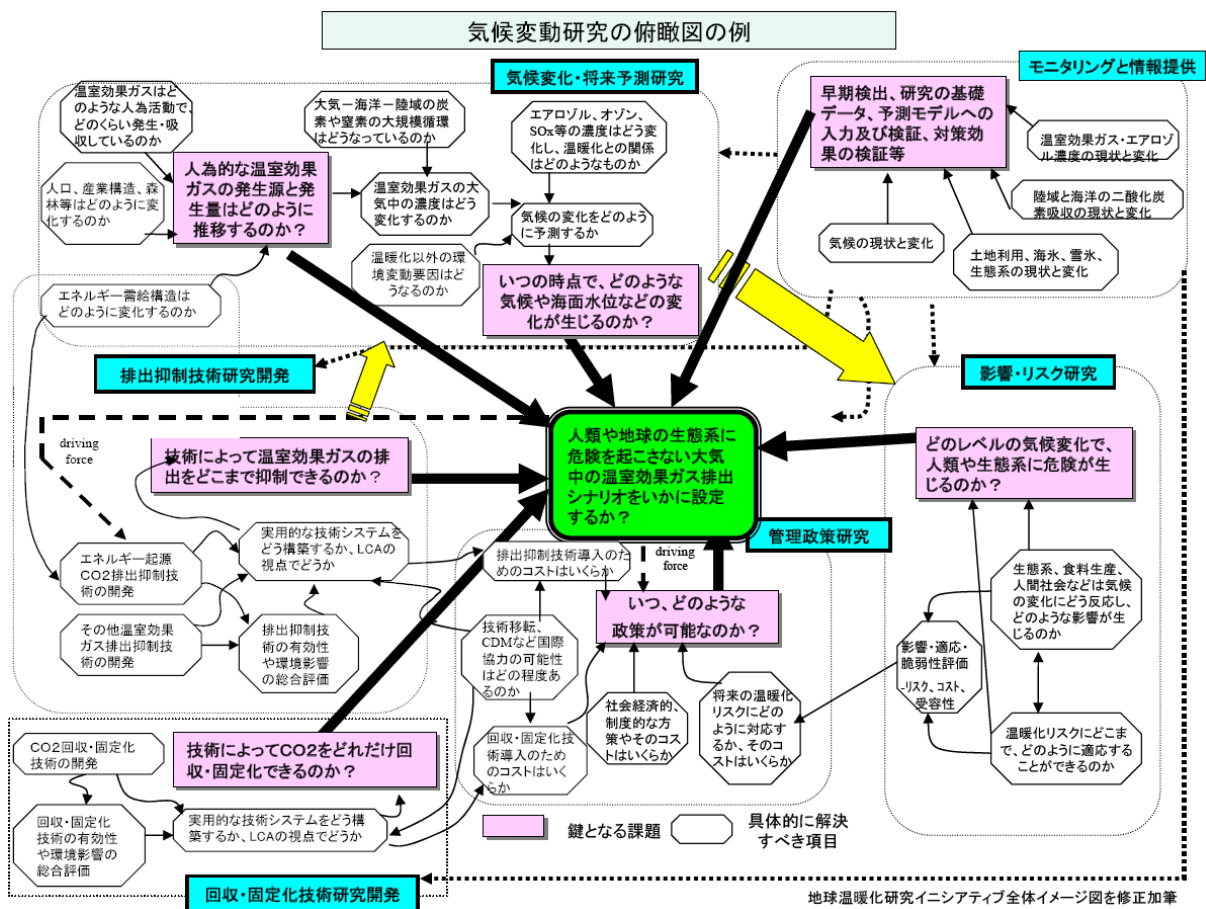 気候変動研究の俯瞰図の例
気候変化・将来予測研究
モニタリングと情報提供
温室効果ガスはど
のような人為活動で、
どのくらい発生・吸
収しているのか
大気－海洋－陸域の炭
素や窒素の大規模循環
はどうなっているのか
エアロゾル、オゾン、
SOx等の濃度はどう変
化し、温暖化との関係
はどのようなものか
早期検出、研究の基礎
データ、予測モデルへの
入力及び検証、対策効
果の検証等
温室効果ガス・エアロゾ
ル濃度の現状と変化
人為的な温室効果
ガスの発生源と発
生量はどのように
推移するのか？
人口、産業構造、森
林等はどのように変
化するのか
温室効果ガスの大
気中の濃度はどう
変化するのか
気候の変化をどのよ
うに予測するか
陸域と海洋の二酸化炭
素吸収の現状と変化
気候の現状と変化
土地利用、海氷、雪氷、
生態系の現状と変化
温暖化以外の環
境変動要因はど
うなるのか
いつの時点で、どのような
気候や海面水位などの変
化が生じるのか？
エネルギー需給構造は
どのように変化するのか
排出抑制技術研究開発
影響・リスク研究
driving
force
技術によって温室効果ガスの排
出をどこまで抑制できるのか？
人類や地球の生態系に
危険を起こさない大気
中の温室効果ガス排出
シナリオをいかに設定
するか？
どのレベルの気候変化で、
人類や生態系に危険が生
じるのか？
管理政策研究
実用的な技術システムを
どう構築するか、LCAの
視点でどうか
エネルギー起源
CO2排出抑制技
術の開発
排出抑制技術導入のた
めのコストはいくらか
driving
force
いつ、どのような
政策が可能なのか？
生態系、食料生産、
人間社会などは気候
の変化にどう反応し、
どのような影響が生
じるのか
その他温室効果
ガス排出抑制技
術の開発
排出抑制技
術の有効性
や環境影響
の総合評価
技術移転、
CDMなど国際
協力の可能性
はどの程度あ
るのか
影響・適応・
脆弱性評価
-リスク、コスト、
受容性
社会経済的、
制度的な方
策やそのコス
トはいくらか
将来の温暖化
リスクにどの
ように対応す
るか、そのコ
ストはいくらか
温暖化リスクにどこま
で、どのように適応する
ことができるのか
CO2回収・固定化
技術の開発
技術によってCO2をどれだけ回
収・固定化できるのか？
回収・固定化技
術導入のための
コストはいく
らか
回収・固定化
技術の有効性
や環境影響の
総合評価
実用的な技術システムをどう構
築するか、LCAの視点でどうか
鍵となる課題
具体的に解決
すべき項目
回収・固定化技術研究開発
地球温暖化研究イニシアティブ全体イメージ図を修正加筆